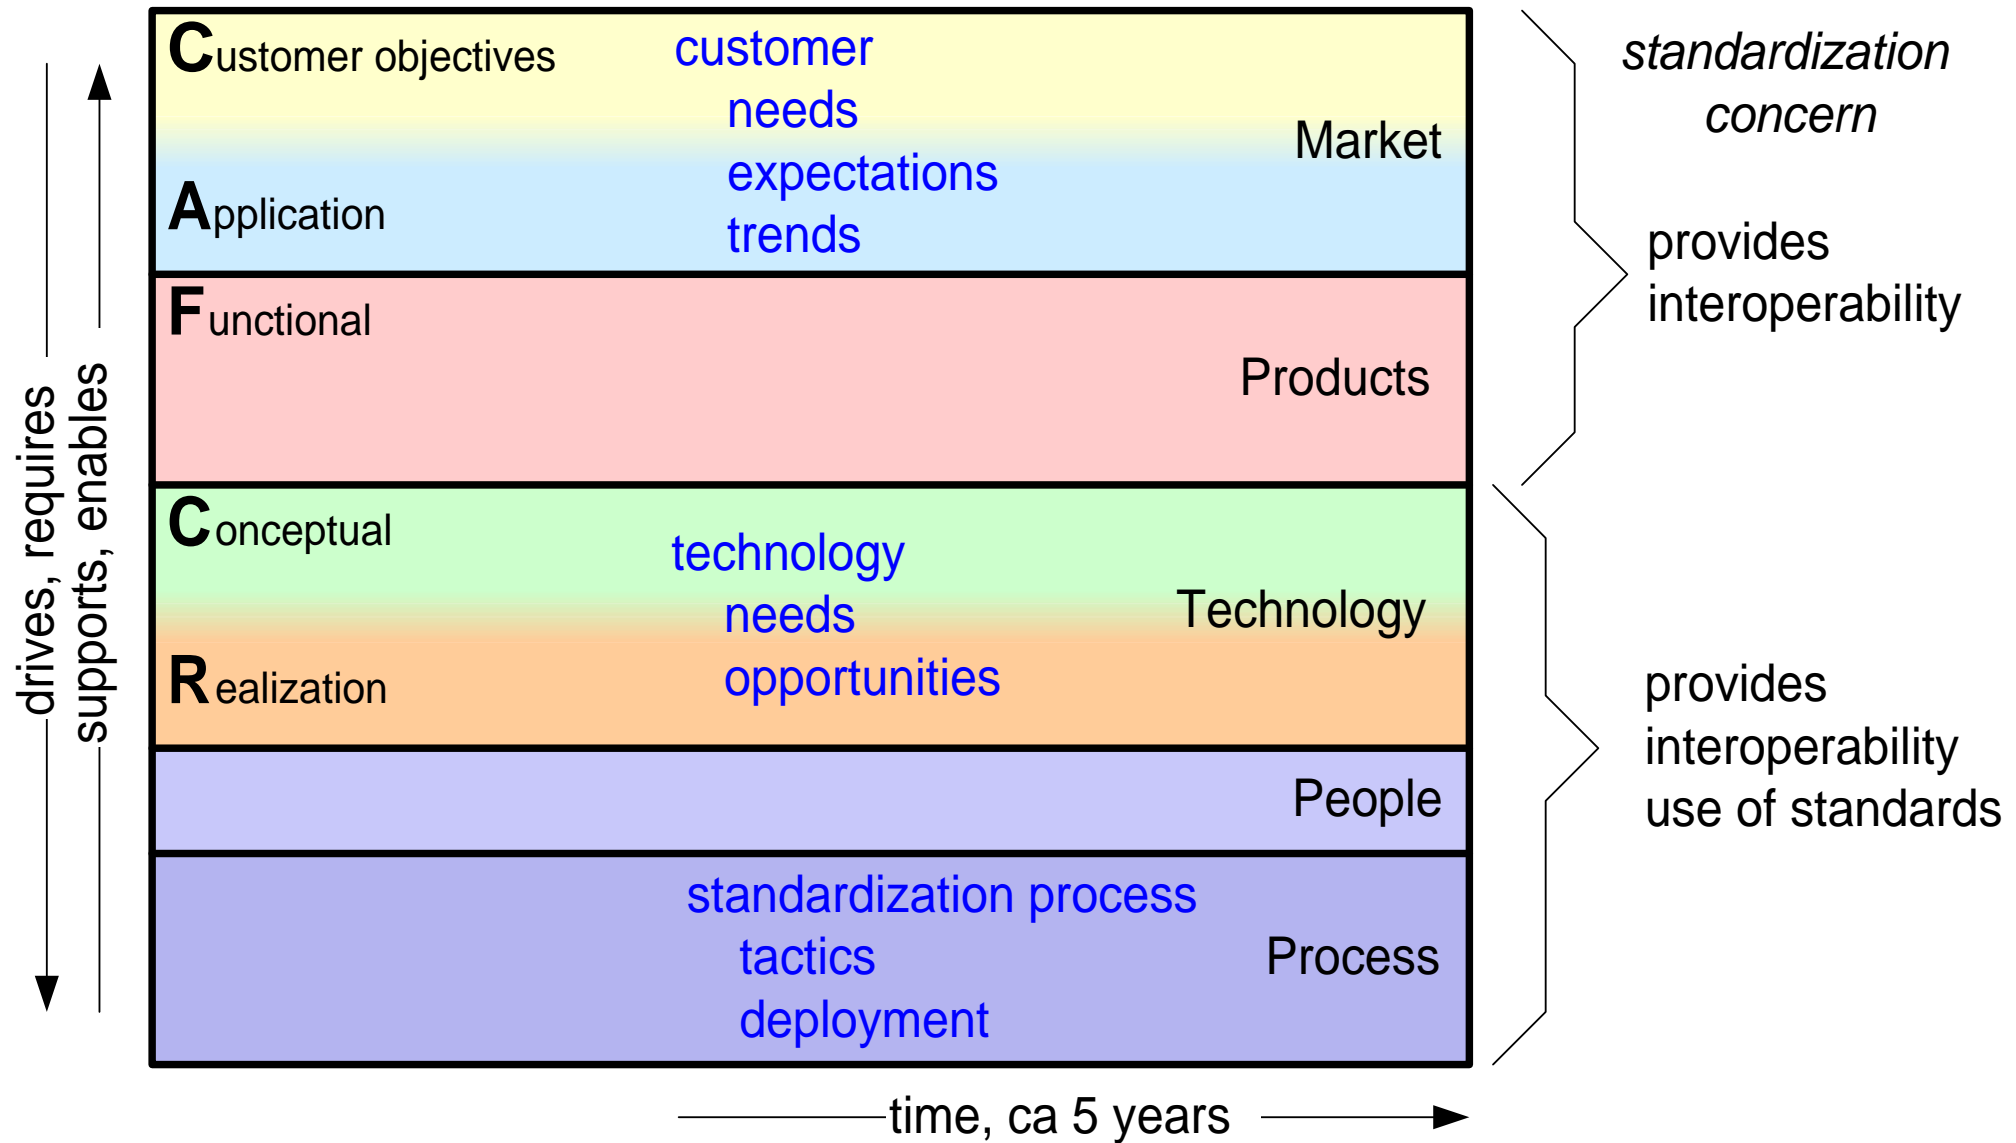 Customer objectives
customer
needs
expectations
trends
Market
Application
Functional
Products
Conceptual
technology
needs
opportunities
Technology
Realization
People
standardization process
tactics
deployment
Process
drives, requires
supports, enables
time, ca 5 years
standardization
concern
provides
interoperability
provides
interoperability
use of standards